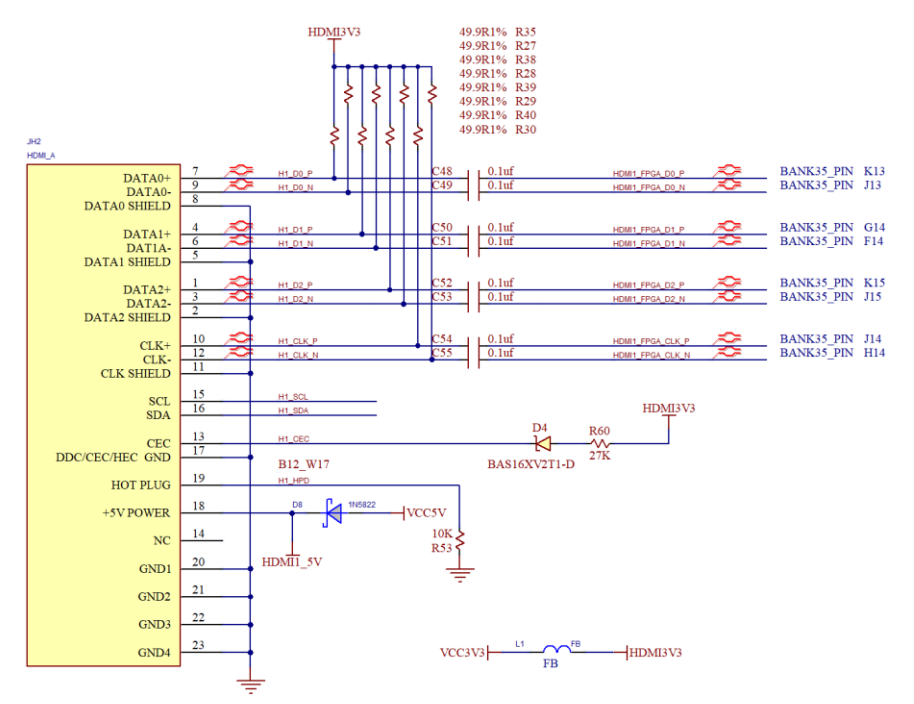 HDMI3V3
49.9R1% R35
49.9R1% R27
49.9R1% R38
49.9R1% R28
49.9R1% R39
49.9R1% R29
49.9R1% R40
49.9R1% R30
JH2
HDMI_A
DATA0+ 7 H1_D0_P C48 0.1uf HDMI1_FPGA_D0_P BANK35_PIN K13
DATA0- 9 H1_D0_N C49 HDMI1_FPGA_D0_N BANK35_PIN J13
DATA0 SHIELD 8
DATA1+ 4 H1_D1_P C50 0.1uf HDMI1_FPGA_D1_P BANK35_PIN G14
DAT1A- 6 H1_D1_N C51 HDMI1_FPGA_D1_N BANK35_PIN F14
DATA1 SHIELD 5
DATA2+ 1 H1_D2_P C52 0.1uf HDMI1_FPGA_D2_P BANK35_PIN K15
DATA2- 3 H1_D2_N C53 0.1uf HDMI1_FPGA_D2_N BANK35_PIN J15
DATA2 SHIELD 2
CLK+ 10 H1_CLK_P C54 0.1uf HDMI1_FPGA_CLK_P BANK35_PIN J14
CLK- 12 H1_CLK_N C55 0.1uf HDMI1_FPGA_CLK_N BANK35_PIN H14
CLK SHIELD 11
SCL 15 H1_SCL
SDA 16 H1_SDA
HDMI3V3
D4 R60
CEC 13 H1_CEC
DDC/CEC/HEC GND 17 BAS16XV2T1-D 27K
B12_W17
HOT PLUG 19 H1_HPD
+5V POWER 18 D8 1N5822 VCC5V
NC 14 10K
R53
HDMI1_5V
GND1 20
GND2 21
GND3 22
GND4 23
VCC3V3 L1 FB HDMI3V3
FB